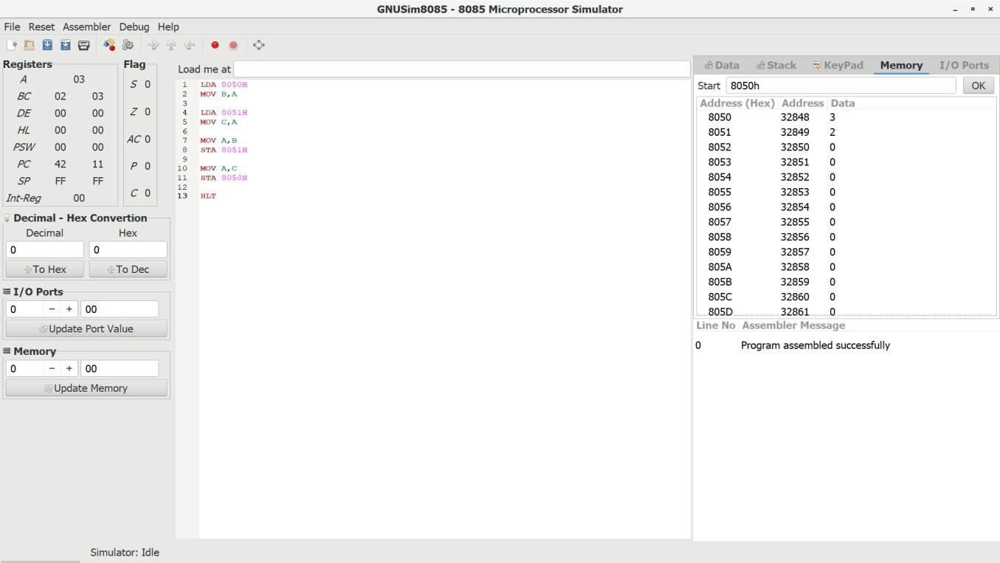 GNUSim8085 - 8085 Microprocessor Simulator
File Reset Assembler Debug Help
Registers
A 03
BC 02 03
DE 00 00
HL 00 00
PSW 00 00
PC 42 11
SP FF FF
Int-Reg 00
Flag
S 0
Z 0
AC 0
P 0
C 0
Decimal - Hex Convertion
Decimal Hex
0 0
To Hex To Dec
I/O Ports
0 − + 00
Update Port Value
Memory
0 − + 00
Update Memory
Load me at
1 LDA 8050H
2 MOV B,A
3
4 LDA 8051H
5 MOV C,A
6
7 MOV A,B
8 STA 8051H
9
10 MOV A,C
11 STA 8050H
12
13 HLT
Data Stack KeyPad Memory I/O Ports
Start 8050h OK
Address (Hex) Address Data
8050 32848 3
8051 32849 2
8052 32850 0
8053 32851 0
8054 32852 0
8055 32853 0
8056 32854 0
8057 32855 0
8058 32856 0
8059 32857 0
805A 32858 0
805B 32859 0
805C 32860 0
805D 32861 0
Line No Assembler Message
0 Program assembled successfully
Simulator: Idle